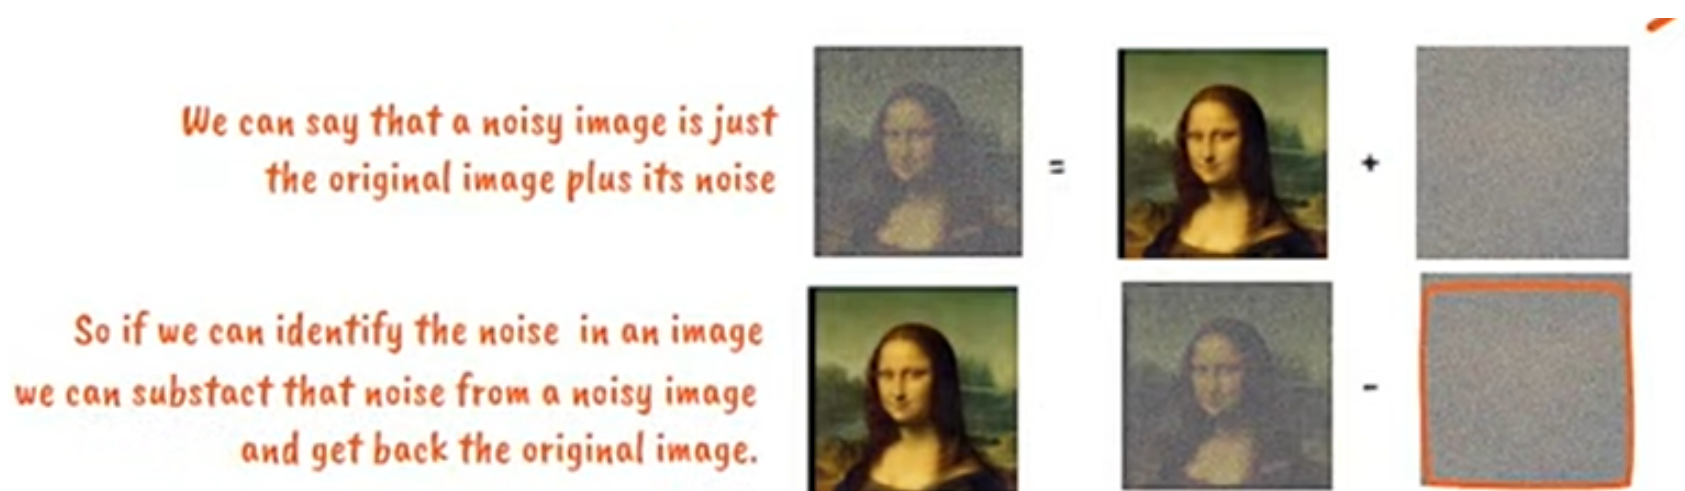 We can say that a noisy image is just
the original image plus its noise
= +
So if we can identify the noise in an image
we can substact that noise from a noisy image
and get back the original image.
-